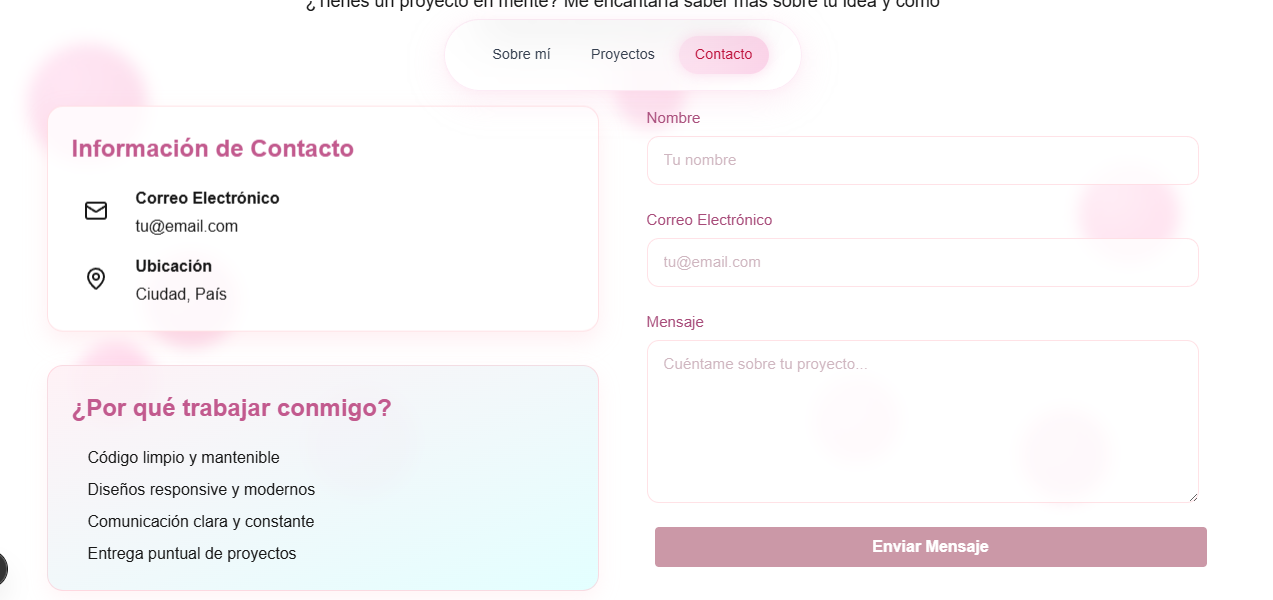 ¿Tienes un proyecto en mente? Me encantaría saber más sobre tu idea y cómo
Sobre mí
Proyectos
Contacto
Información de Contacto
Correo Electrónico
tu@email.com
Ubicación
Ciudad, País
¿Por qué trabajar conmigo?
Código limpio y mantenible
Diseños responsive y modernos
Comunicación clara y constante
Entrega puntual de proyectos
Nombre
Tu nombre
Correo Electrónico
tu@email.com
Mensaje
Cuéntame sobre tu proyecto...
Enviar Mensaje